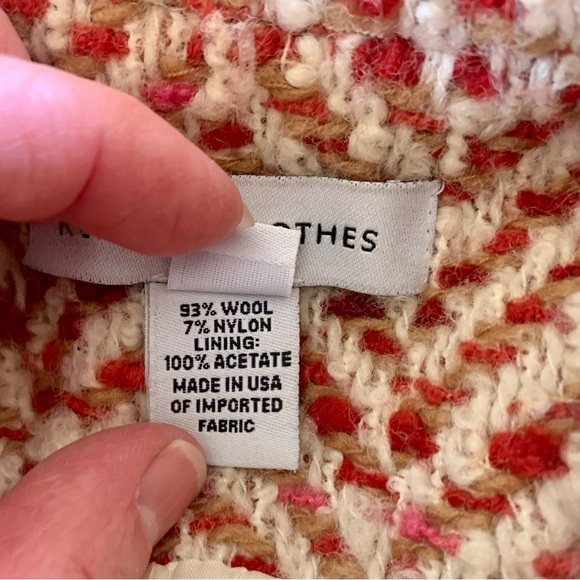 93% WOOL
7% NYLON
LINING:
100% ACETATE
MADE IN USA
OF IMPORTED
FABRIC